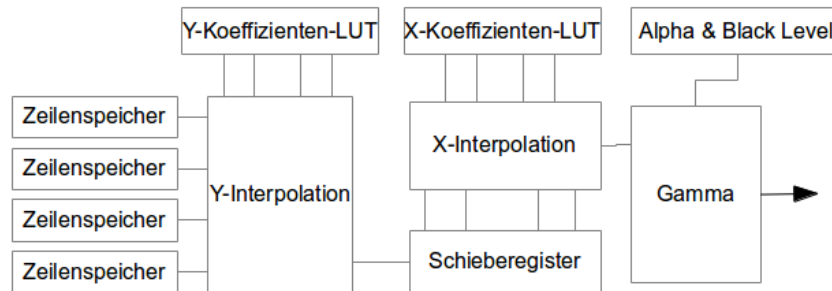 Y-Koeffizienten-LUT
X-Koeffizienten-LUT
Alpha & Black Level
Zeilenspeicher
Zeilenspeicher
Zeilenspeicher
Zeilenspeicher
Y-Interpolation
X-Interpolation
Schieberegister
Gamma